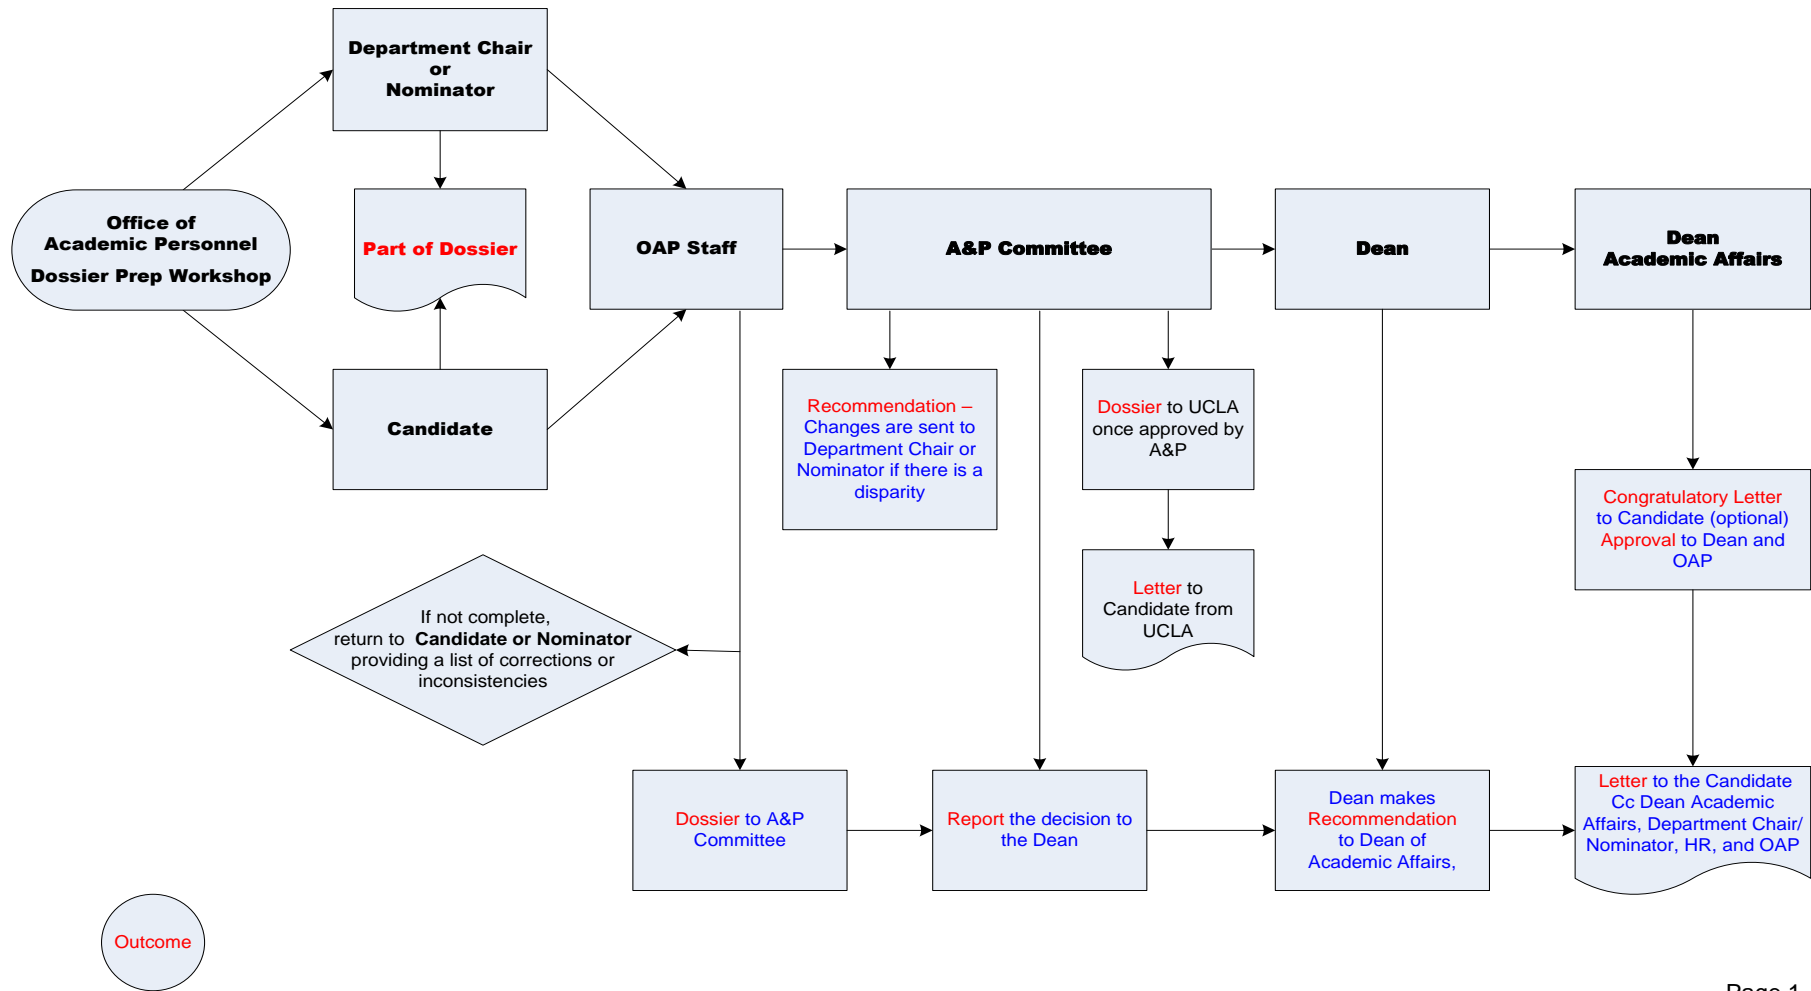 Department Chair
or
Nominator
Office of
Academic Personnel
Dossier Prep Workshop
Part of Dossier
OAP Staff
A&P Committee
Dean
Dean
Academic Affairs
Candidate
Recommendation –
Changes are sent to
Department Chair or
Nominator if there is a
disparity
Dossier to UCLA
once approved by
A&P
Congratulatory Letter
to Candidate (optional)
Approval to Dean and
OAP
Letter to
Candidate from
UCLA
If not complete,
return to Candidate or Nominator
providing a list of corrections or
inconsistencies
Dossier to A&P
Committee
Report the decision to
the Dean
Dean makes
Recommendation
to Dean of
Academic Affairs,
Letter to the Candidate
Cc Dean Academic
Affairs, Department Chair/
Nominator, HR, and OAP
Outcome
Page 1